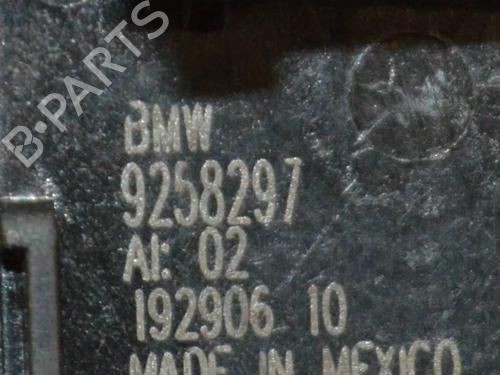 B-PARTS
BMW
9258297
AI: 02
192906 10
MADE IN MEXICO